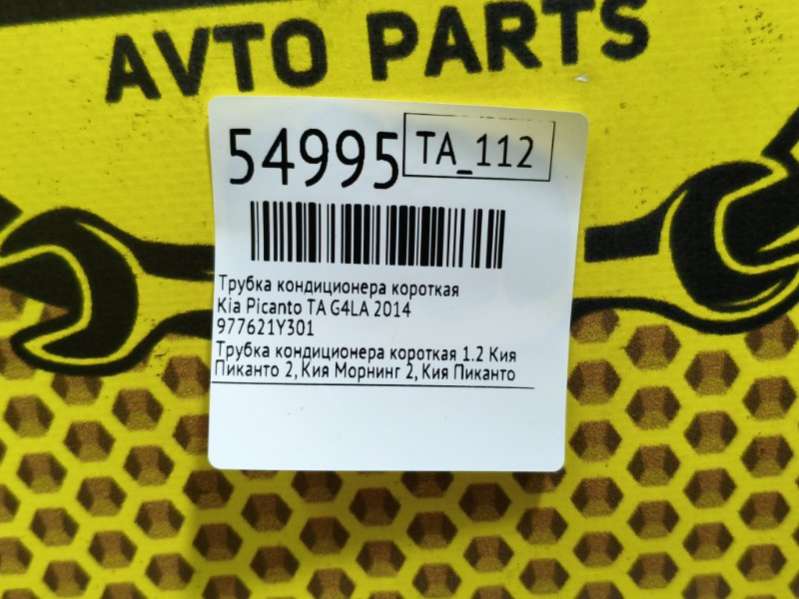 AVTO PARTS
54995
TA_112
Трубка кондиционера короткая
Kia Picanto TA G4LA 2014
977621Y301
Трубка кондиционера короткая 1.2 Кия
Пиканто 2, Кия Морнинг 2, Кия Пиканто